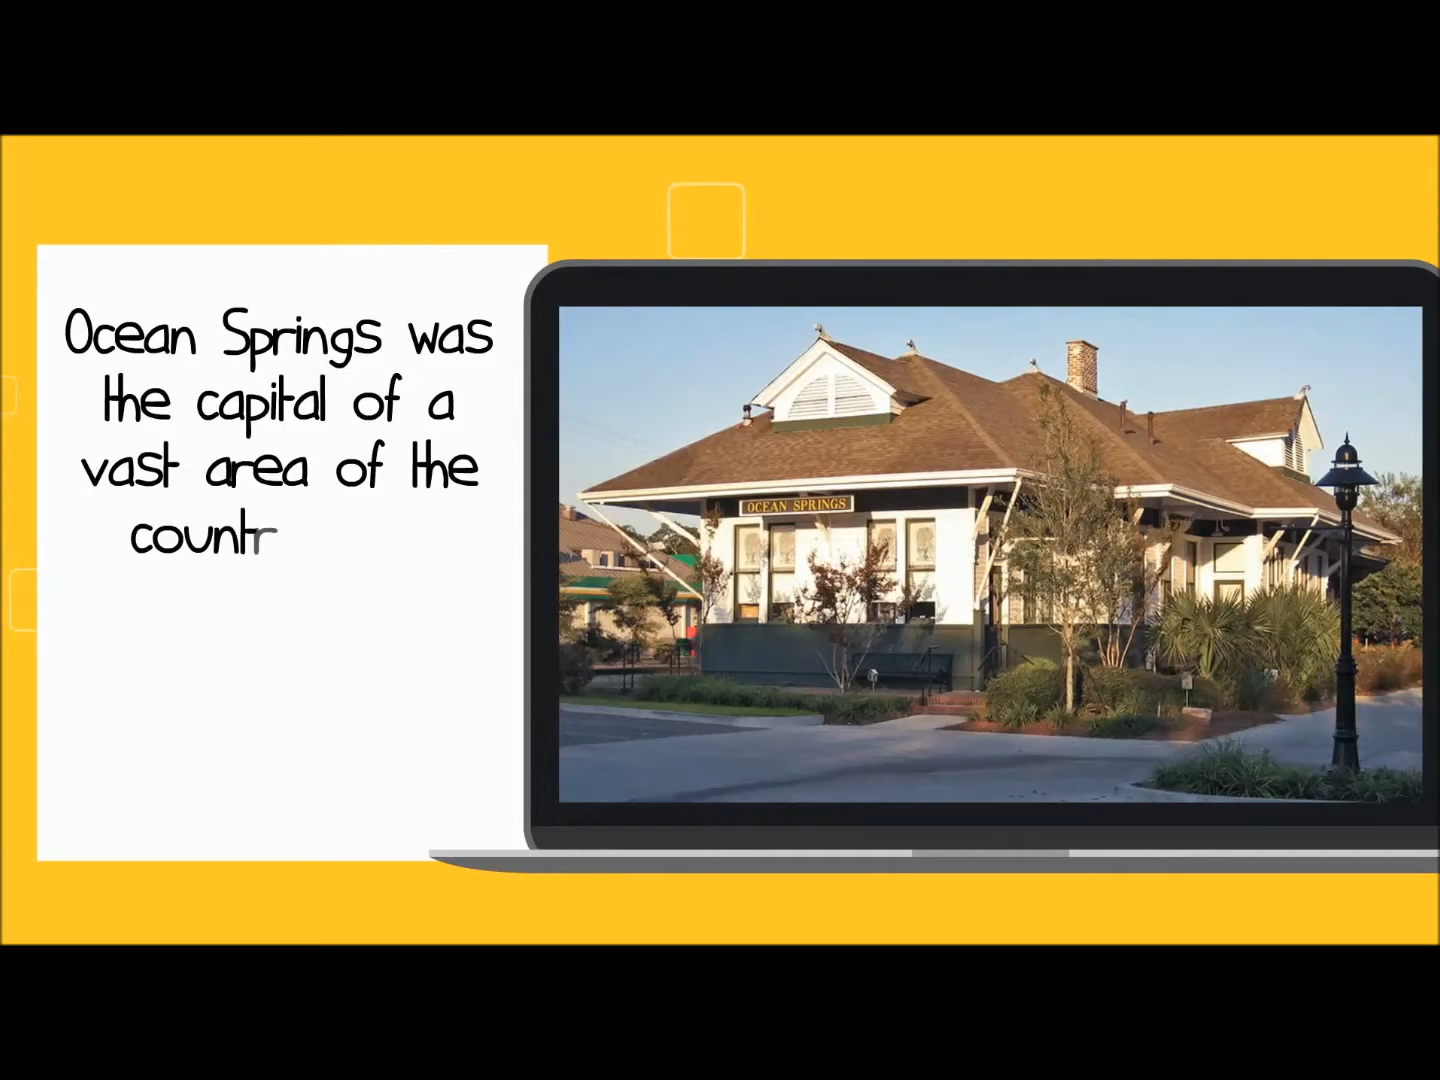 Ocean Springs was
the capital of a
vast area of the
countr
OCEAN SPRINGS